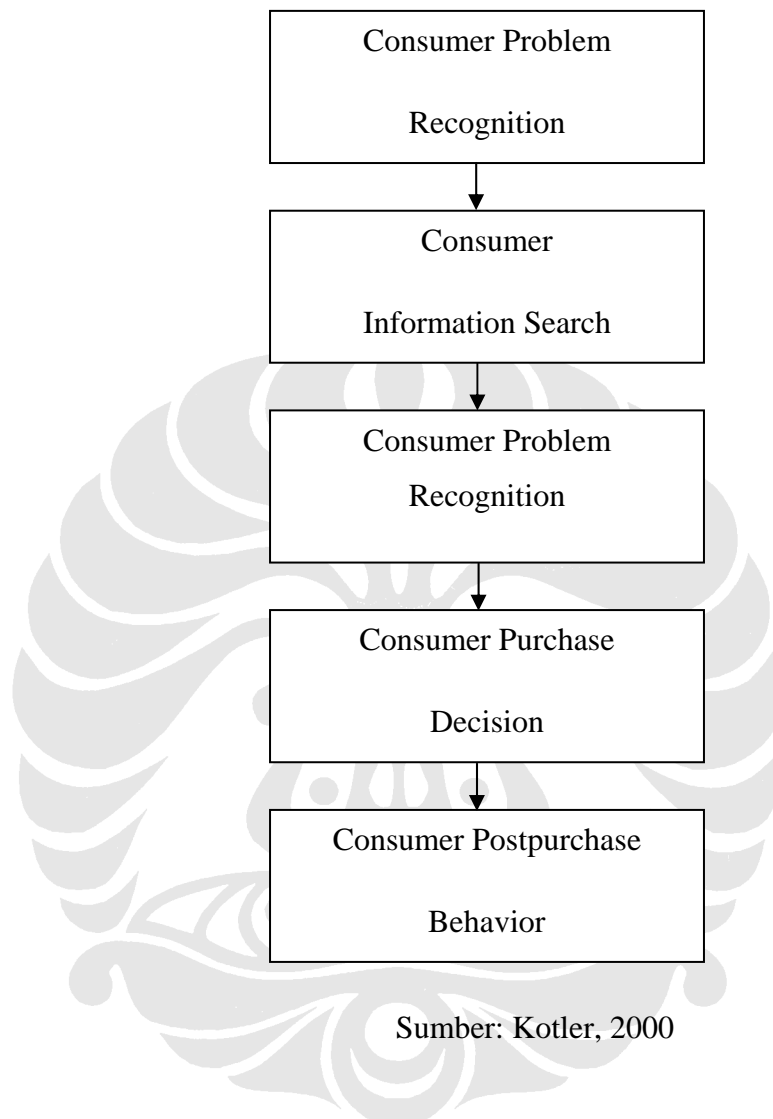 Consumer Problem
Recognition
Consumer
Information Search
Consumer Problem
Recognition
Consumer Purchase
Decision
Consumer Postpurchase
Behavior
Sumber: Kotler, 2000